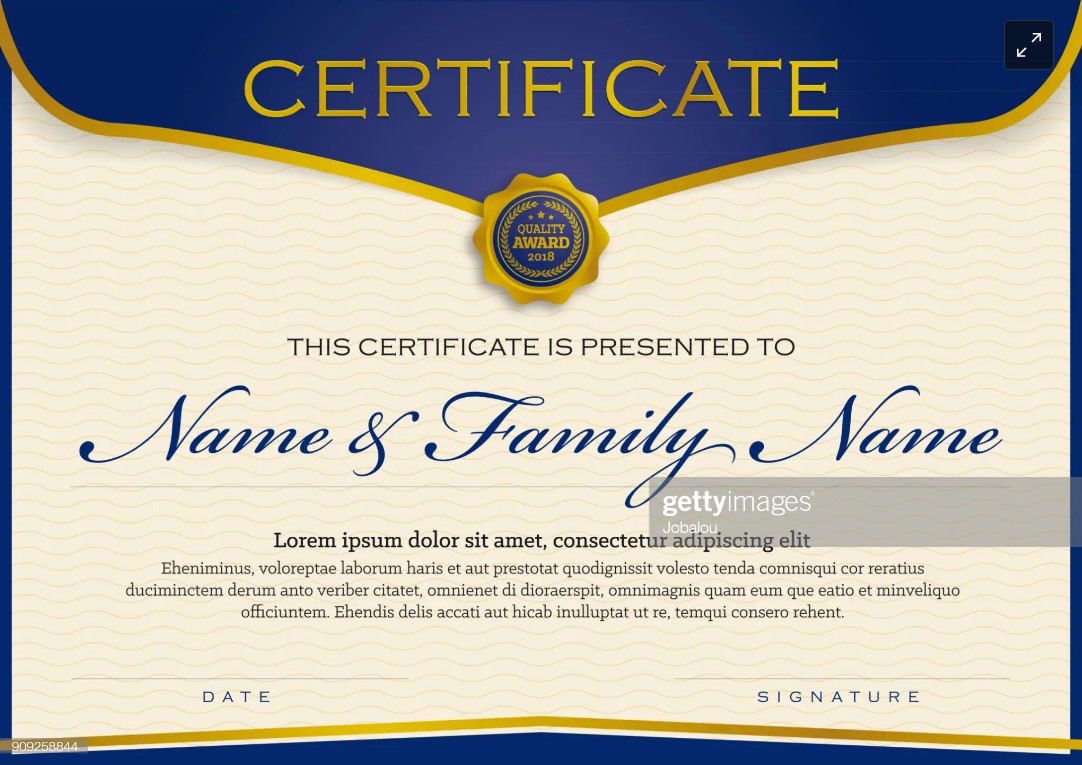 CERTIFICATE
QUALITY
AWARD
2018
THIS CERTIFICATE IS PRESENTED TO
Name & Family Name
gettyimages®
Jobalou
Lorem ipsum dolor sit amet, consectetur adipiscing elit
Eheniminus, voloreptae laborum haris et aut prestotat quodignissit volesto tenda comnisqui cor reratius
duciminctem derum anto veriber citatet, omnienet di dioraerspit, omnimagnis quam eum que eatio et minveliquo
officiuntem. Ehendis delis accati aut hicab inulluptat ut re, temqui consero rehent.
DATE
SIGNATURE
909258844